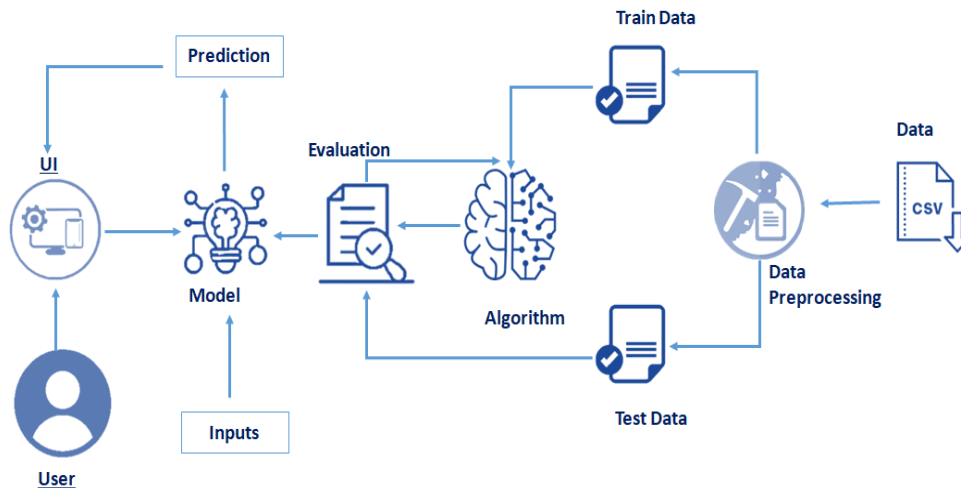 Train Data
Prediction
Data
Evaluation
UI
CSV
Data
Preprocessing
Model
Algorithm
Test Data
Inputs
User